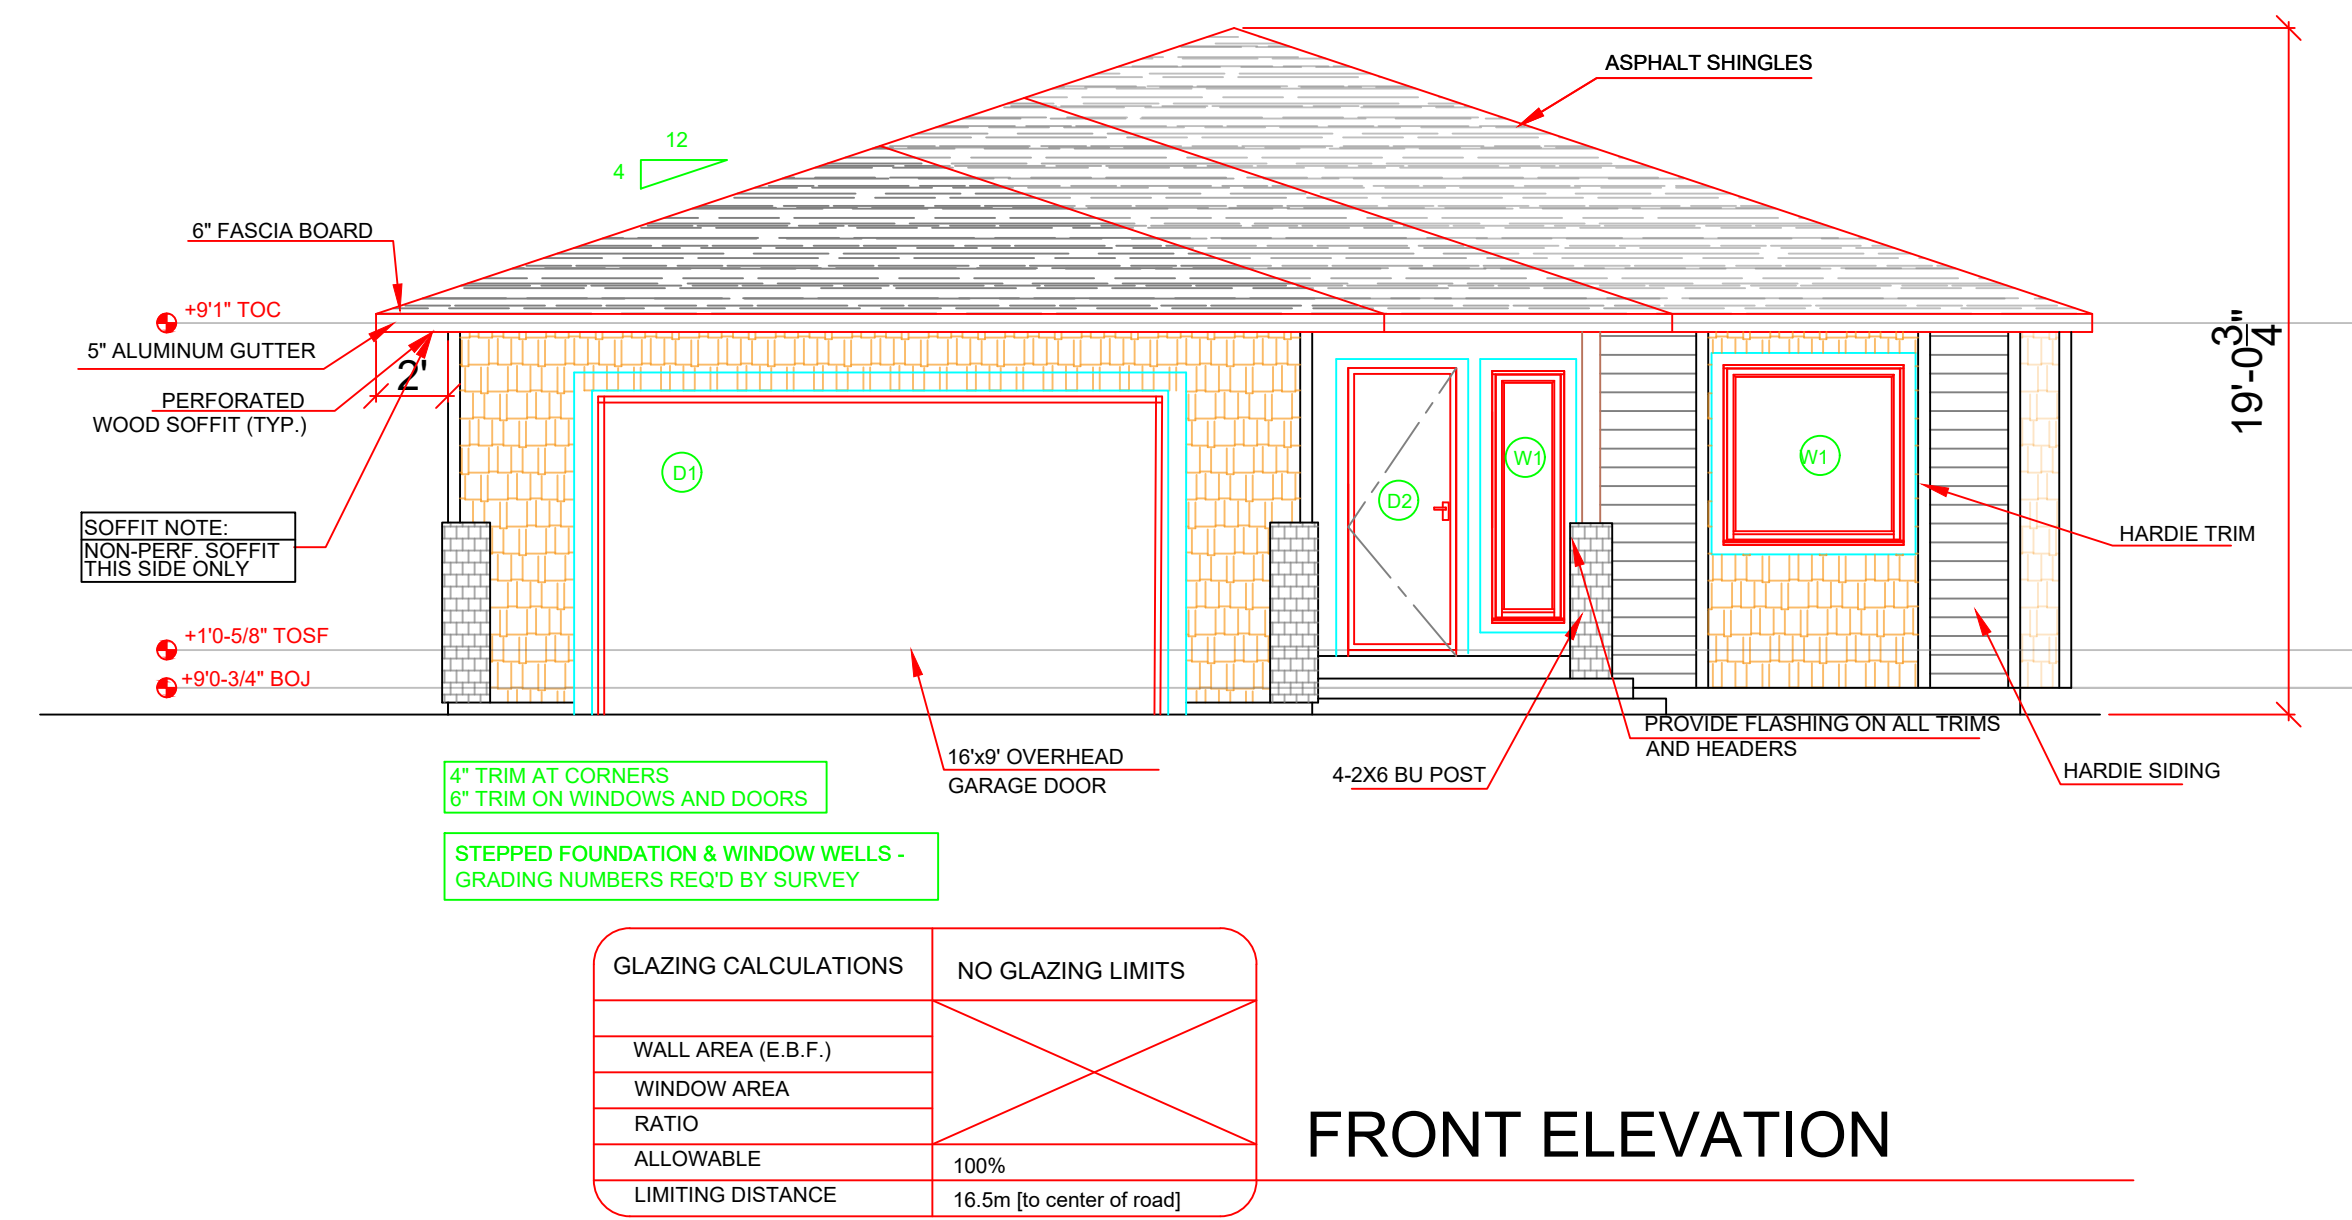 ASPHALT SHINGLES
12
4
6" FASCIA BOARD
+9'1" TOC
5" ALUMINUM GUTTER
2'
PERFORATED
WOOD SOFFIT (TYP.)
19'-0 3/4"
D1
D2
W1
W1
SOFFIT NOTE:
NON-PERF. SOFFIT
THIS SIDE ONLY
HARDIE TRIM
+1'0-5/8" TOSF
+9'0-3/4" BOJ
PROVIDE FLASHING ON ALL TRIMS
AND HEADERS
16'x9' OVERHEAD
GARAGE DOOR
4-2X6 BU POST
HARDIE SIDING
4" TRIM AT CORNERS
6" TRIM ON WINDOWS AND DOORS
STEPPED FOUNDATION & WINDOW WELLS -
GRADING NUMBERS REQ'D BY SURVEY
GLAZING CALCULATIONS
NO GLAZING LIMITS
WALL AREA (E.B.F.)
WINDOW AREA
RATIO
ALLOWABLE
100%
LIMITING DISTANCE
16.5m [to center of road]
FRONT ELEVATION